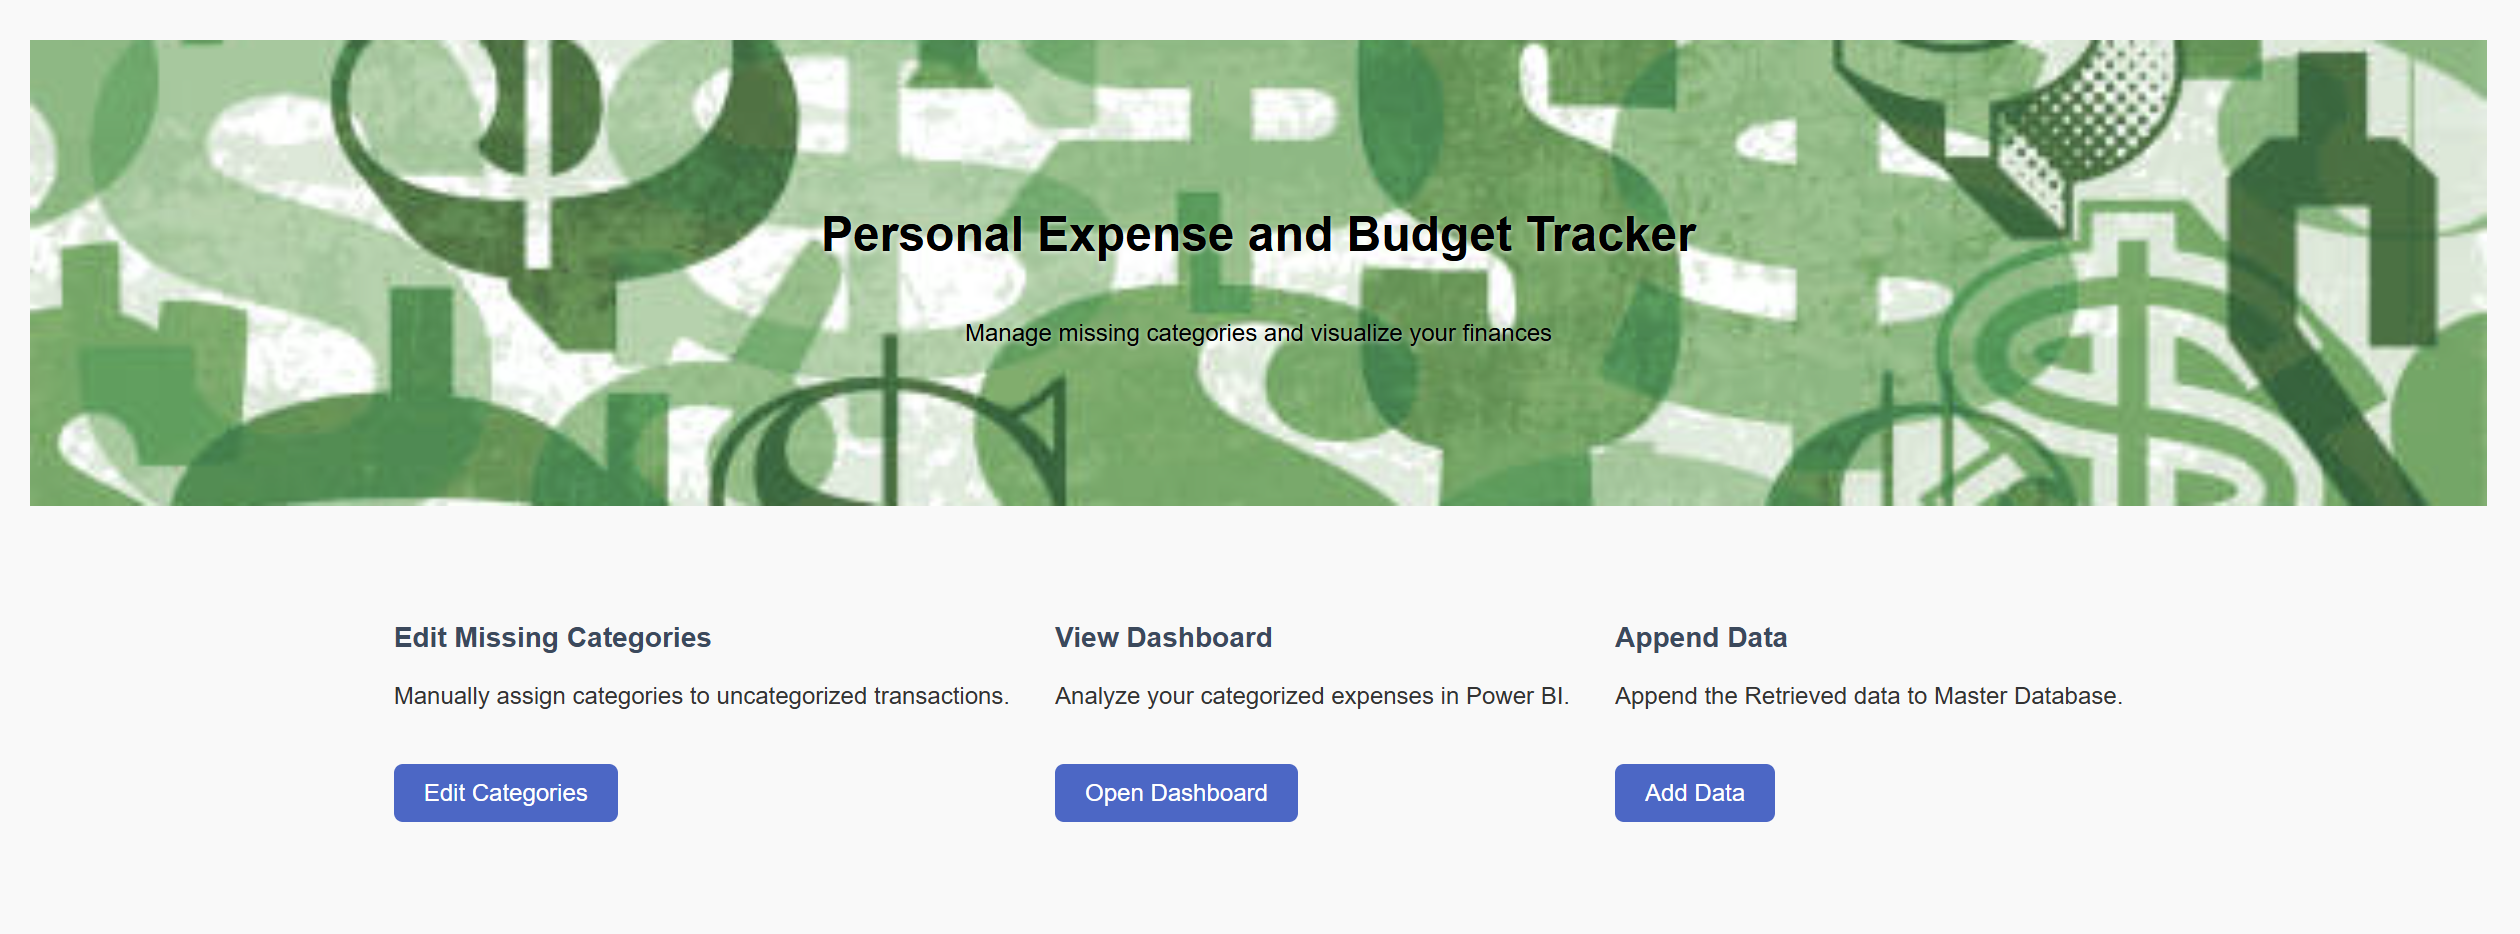 Personal Expense and Budget Tracker
Manage missing categories and visualize your finances
Edit Missing Categories
Manually assign categories to uncategorized transactions.
Edit Categories
View Dashboard
Analyze your categorized expenses in Power BI.
Open Dashboard
Append Data
Append the Retrieved data to Master Database.
Add Data